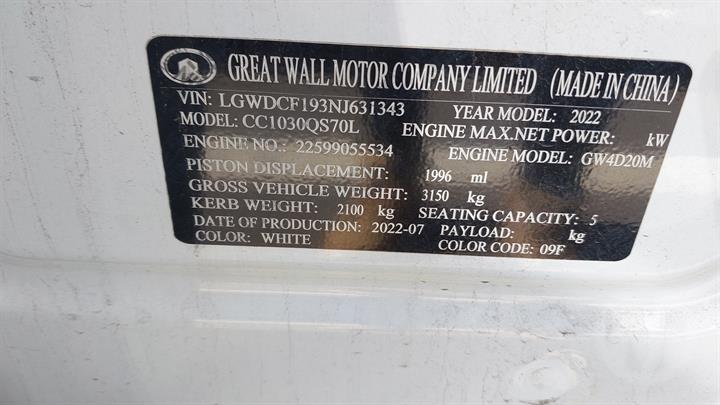 GREAT WALL MOTOR COMPANY LIMITED (MADE IN CHINA)
VIN: LGWDCF193NJ631343 YEAR MODEL: 2022
MODEL: CC1030QS70L ENGINE MAX.NET POWER: kW
ENGINE NO.: 22599055534 ENGINE MODEL: GW4D20M
PISTON DISPLACEMENT: 1996 ml
GROSS VEHICLE WEIGHT: 3150 kg
KERB WEIGHT: 2100 kg SEATING CAPACITY: 5
DATE OF PRODUCTION: 2022-07 PAYLOAD: kg
COLOR: WHITE COLOR CODE: 09F